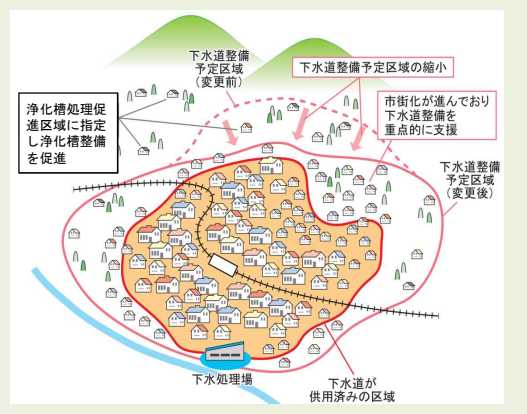 下水道整備
予定区域
（変更前）
下水道整備予定区域の縮小
浄化槽処理促
進区域に指定
し浄化槽整備
を促進
市街化が進んでおり
下水道整備を
重点的に支援
下水道整備
予定区域
（変更後）
下水処理場
下水道が
供用済みの区域